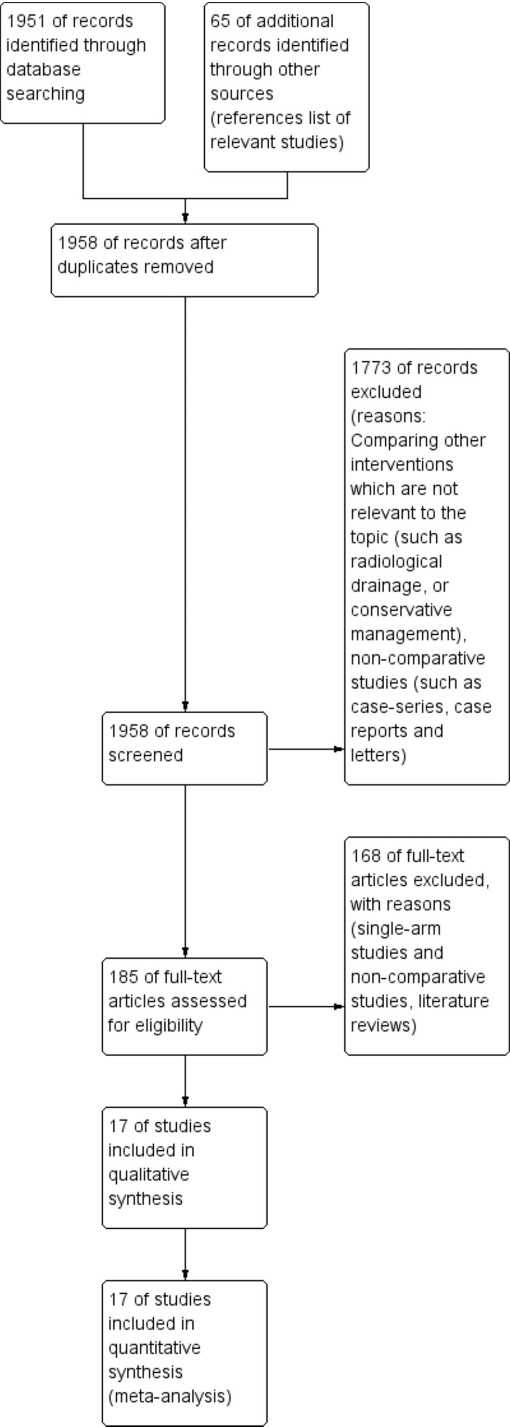 1951 of records
identified through
database
searching
65 of additional
records identified
through other
sources
(references list of
relevant studies)
1958 of records after
duplicates removed
1773 of records
excluded
(reasons:
Comparing other
interventions
which are not
relevant to the
topic (such as
radiological
drainage, or
conservative
management),
non-comparative
studies (such as
case-series, case
reports and
letters)
1958 of records
screened
168 of full-text
articles excluded,
with reasons
(single-arm
studies and
non-comparative
studies, literature
reviews)
185 of full-text
articles assessed
for eligibility
17 of studies
included in
qualitative
synthesis
17 of studies
included in
quantitative
synthesis
(meta-analysis)